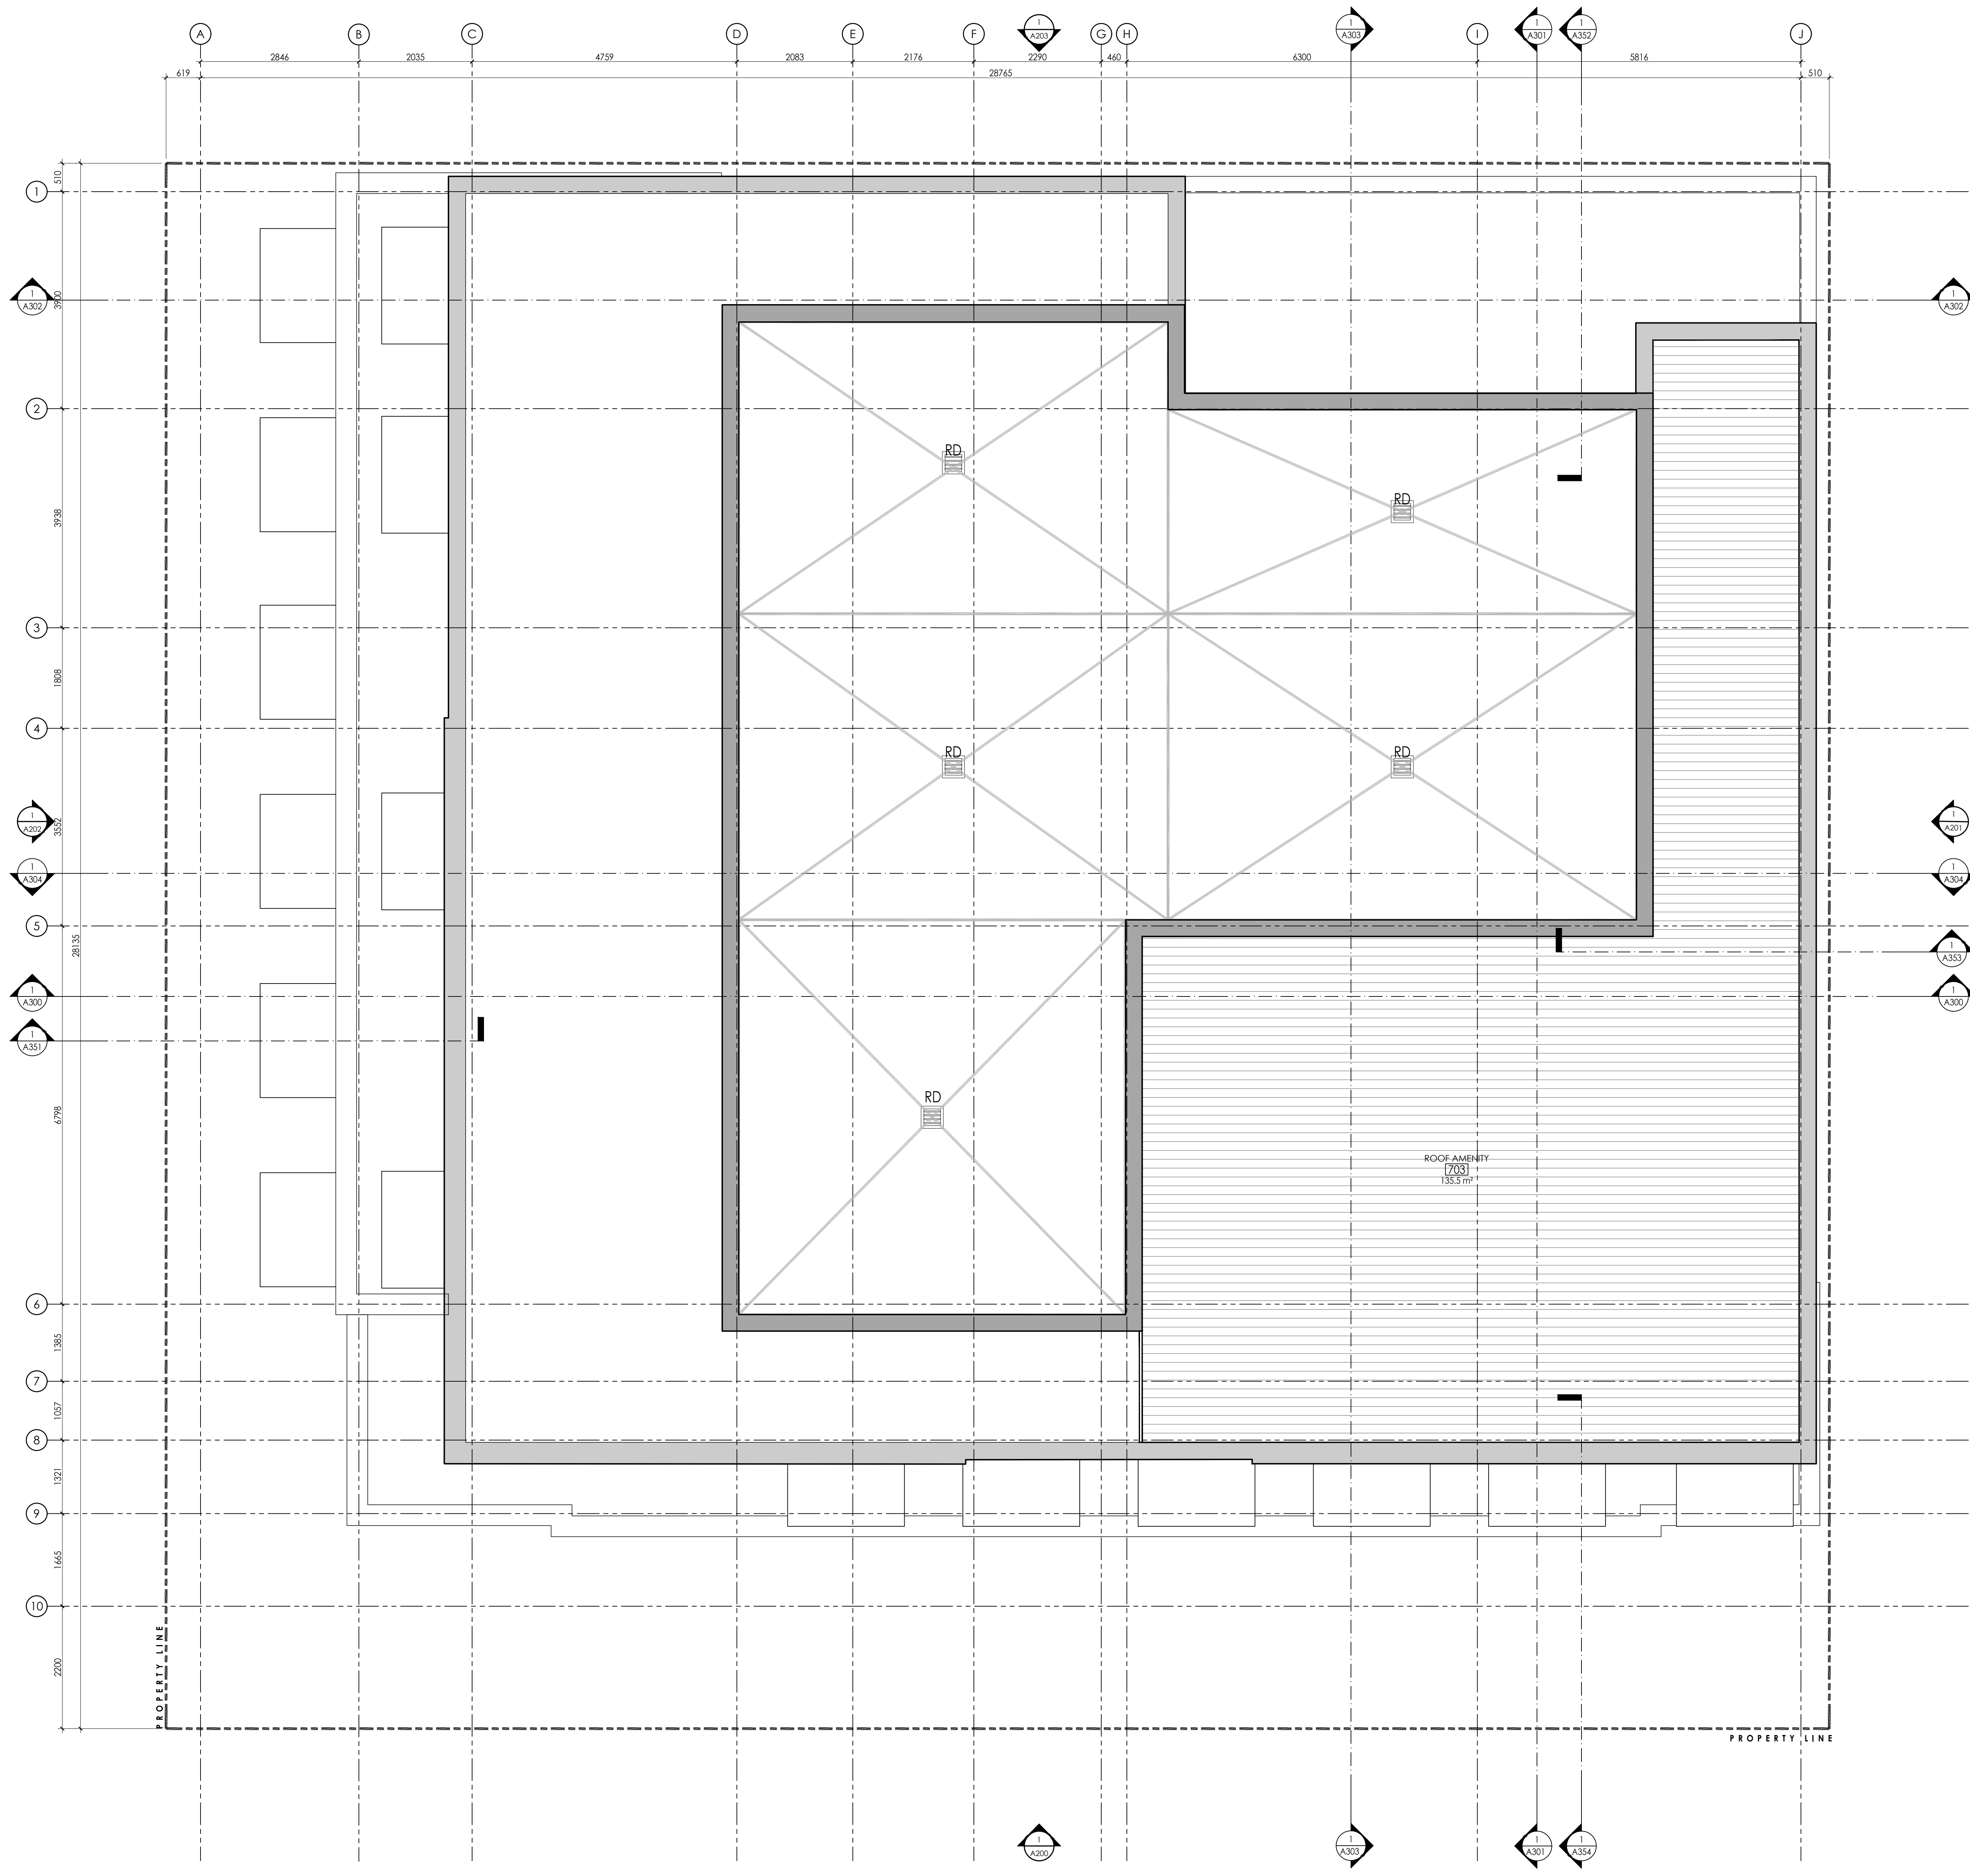 A
B
C
D
E
F
1
A203
G
H
1
A303
I
1
A301
1
A352
J
2846
2035
4759
2083
2176
2290
460
6300
5816
619
28765
510
510
1
3900
1
A302
1
A302
2
RD
RD
3938
3
1808
4
RD
RD
1
A202
3552
1
A201
1
A304
1
A304
5
28135
1
A353
1
A300
1
A300
1
A351
6798
RD
ROOF AMENITY
703
135.5 m²
6
1385
7
1057
8
1321
9
1665
10
2200
PROPERTY LINE
PROPERTY LINE
1
A200
1
A303
1
A301
1
A354